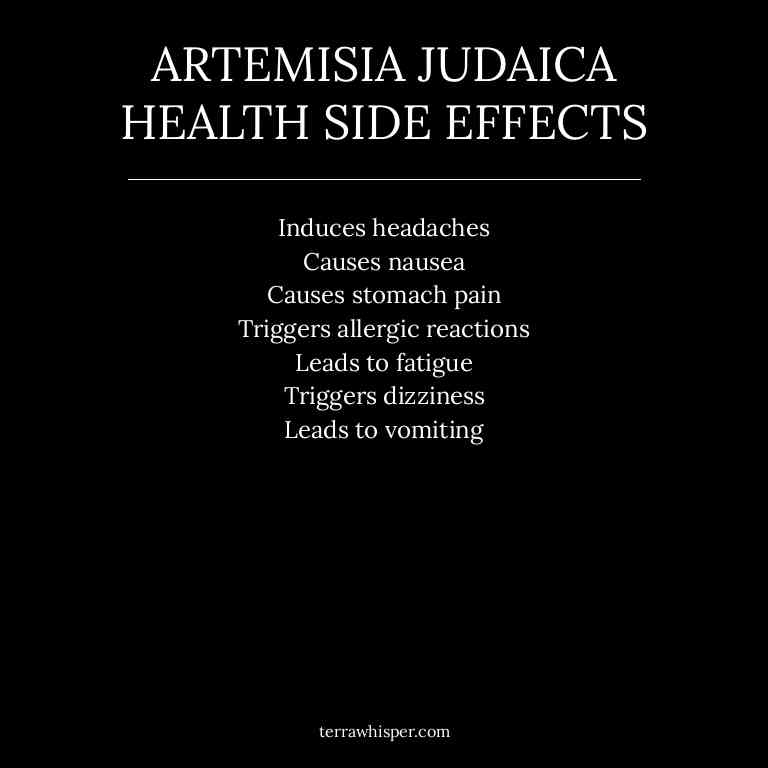 ARTEMISIA JUDAICA
HEALTH SIDE EFFECTS
Induces headaches
Causes nausea
Causes stomach pain
Triggers allergic reactions
Leads to fatigue
Triggers dizziness
Leads to vomiting
terrawhisper.com